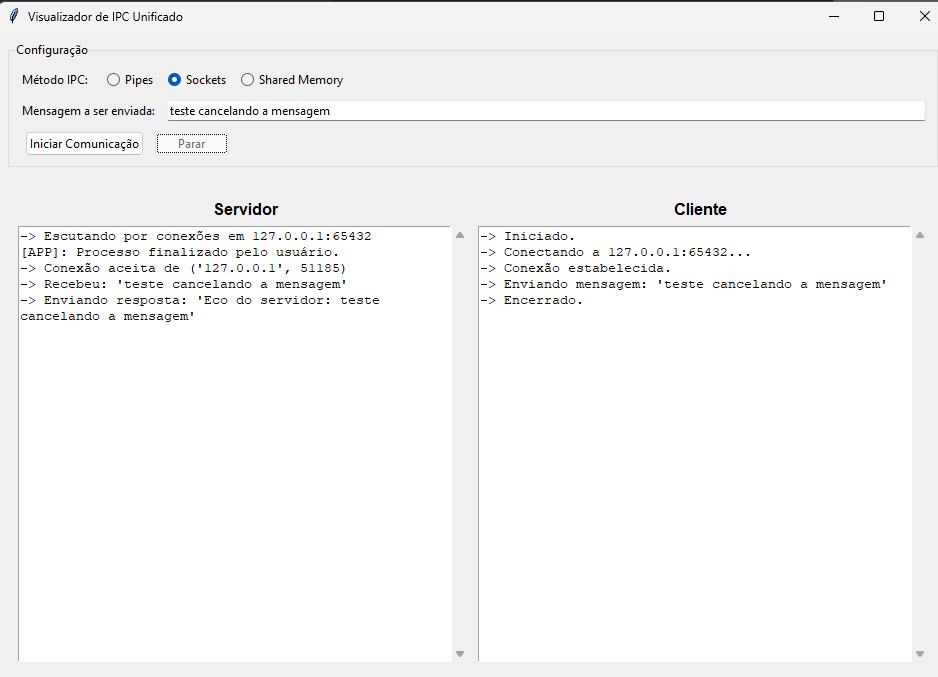 Visualizador de IPC Unificado
Configuração
Método IPC: Pipes Sockets Shared Memory
Mensagem a ser enviada: teste cancelando a mensagem
Iniciar Comunicação Parar
Servidor
-> Escutando por conexões em 127.0.0.1:65432
[APP]: Processo finalizado pelo usuário.
-> Conexão aceita de ('127.0.0.1', 51185)
-> Recebeu: 'teste cancelando a mensagem'
-> Enviando resposta: 'Eco do servidor: teste
cancelando a mensagem'
Cliente
-> Iniciado.
-> Conectando a 127.0.0.1:65432...
-> Conexão estabelecida.
-> Enviando mensagem: 'teste cancelando a mensagem'
-> Encerrado.